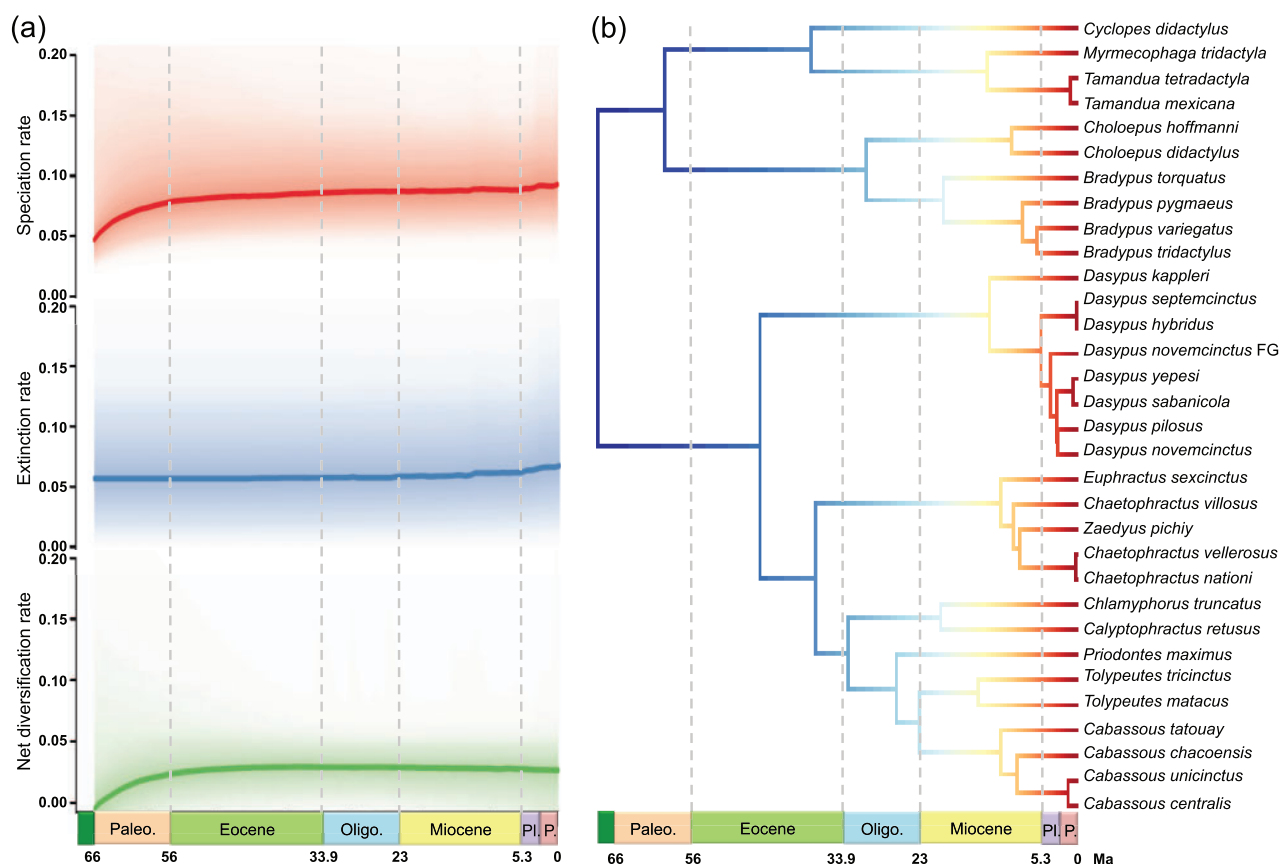 (a)
0.20
0.15
0.10
0.05
0.00
Speciation rate
0.20
0.15
0.10
0.05
0.00
Extinction rate
0.20
0.15
0.10
0.05
0.00
Net diversification rate
Paleo.
Eocene
Oligo.
Miocene
Pl.
P.
66
56
33.9
23
5.3
0
(b)
Cyclopes didactylus
Myrmecophaga tridactyla
Tamandua tetradactyla
Tamandua mexicana
Choloepus hoffmanni
Choloepus didactylus
Bradypus torquatus
Bradypus pygmaeus
Bradypus variegatus
Bradypus tridactylus
Dasypus kappleri
Dasypus septemcinctus
Dasypus hybridus
Dasypus novemcinctus FG
Dasypus yepesi
Dasypus sabanicola
Dasypus pilosus
Dasypus novemcinctus
Euphractus sexcinctus
Chaetophractus villosus
Zaedyus pichiy
Chaetophractus vellerosus
Chaetophractus nationi
Chlamyphorus truncatus
Calyptophractus retusus
Priodontes maximus
Tolypeutes tricinctus
Tolypeutes matacus
Cabassous tatouay
Cabassous chacoensis
Cabassous unicinctus
Cabassous centralis
Paleo.
Eocene
Oligo.
Miocene
Pl.
P.
66
56
33.9
23
5.3
0
Ma